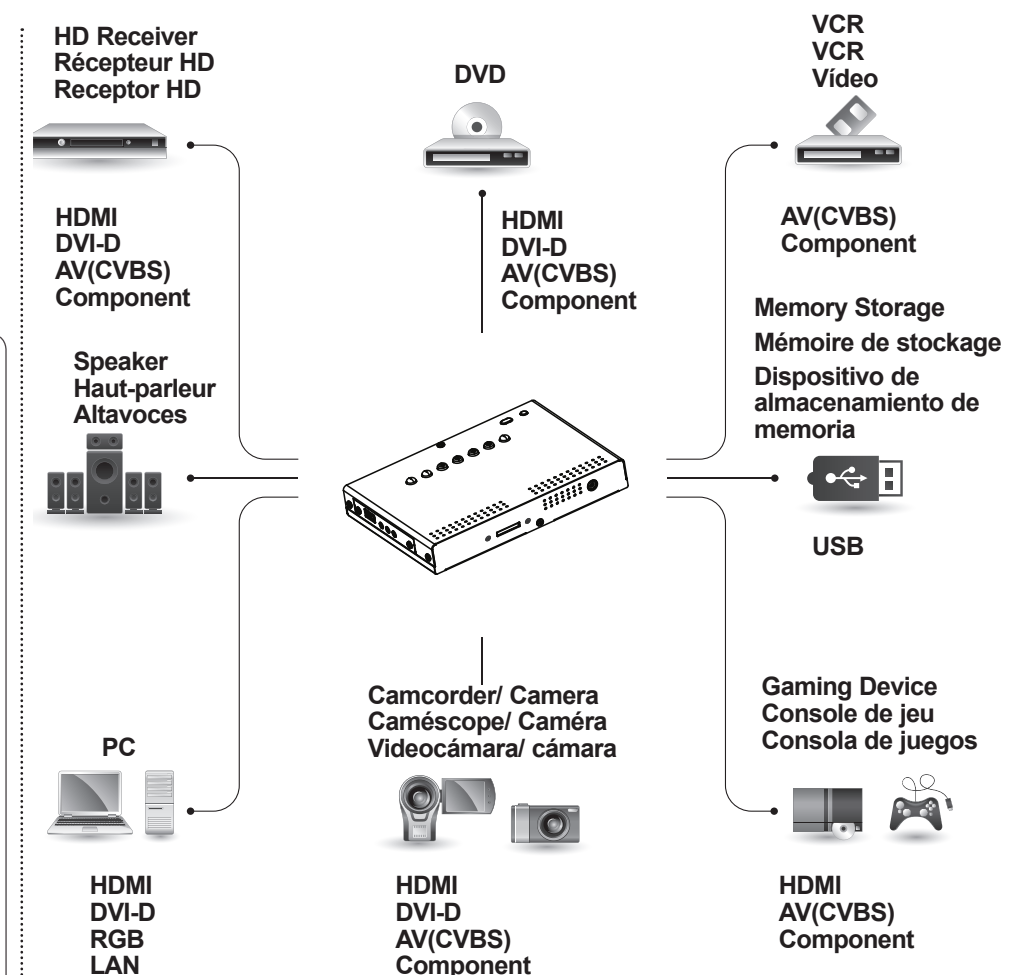 HD Receiver
Récepteur HD
Receptor HD
HDMI
DVI-D
AV(CVBS)
Component
DVD
HDMI
DVI-D
AV(CVBS)
Component
VCR
VCR
Vídeo
AV(CVBS)
Component
Speaker
Haut-parleur
Altavoces
Memory Storage
Mémoire de stockage
Dispositivo de
almacenamiento de
memoria
USB
PC
HDMI
DVI-D
RGB
LAN
Camcorder/ Camera
Caméscope/ Caméra
Videocámara/ cámara
HDMI
DVI-D
AV(CVBS)
Component
Gaming Device
Console de jeu
Consola de juegos
HDMI
AV(CVBS)
Component